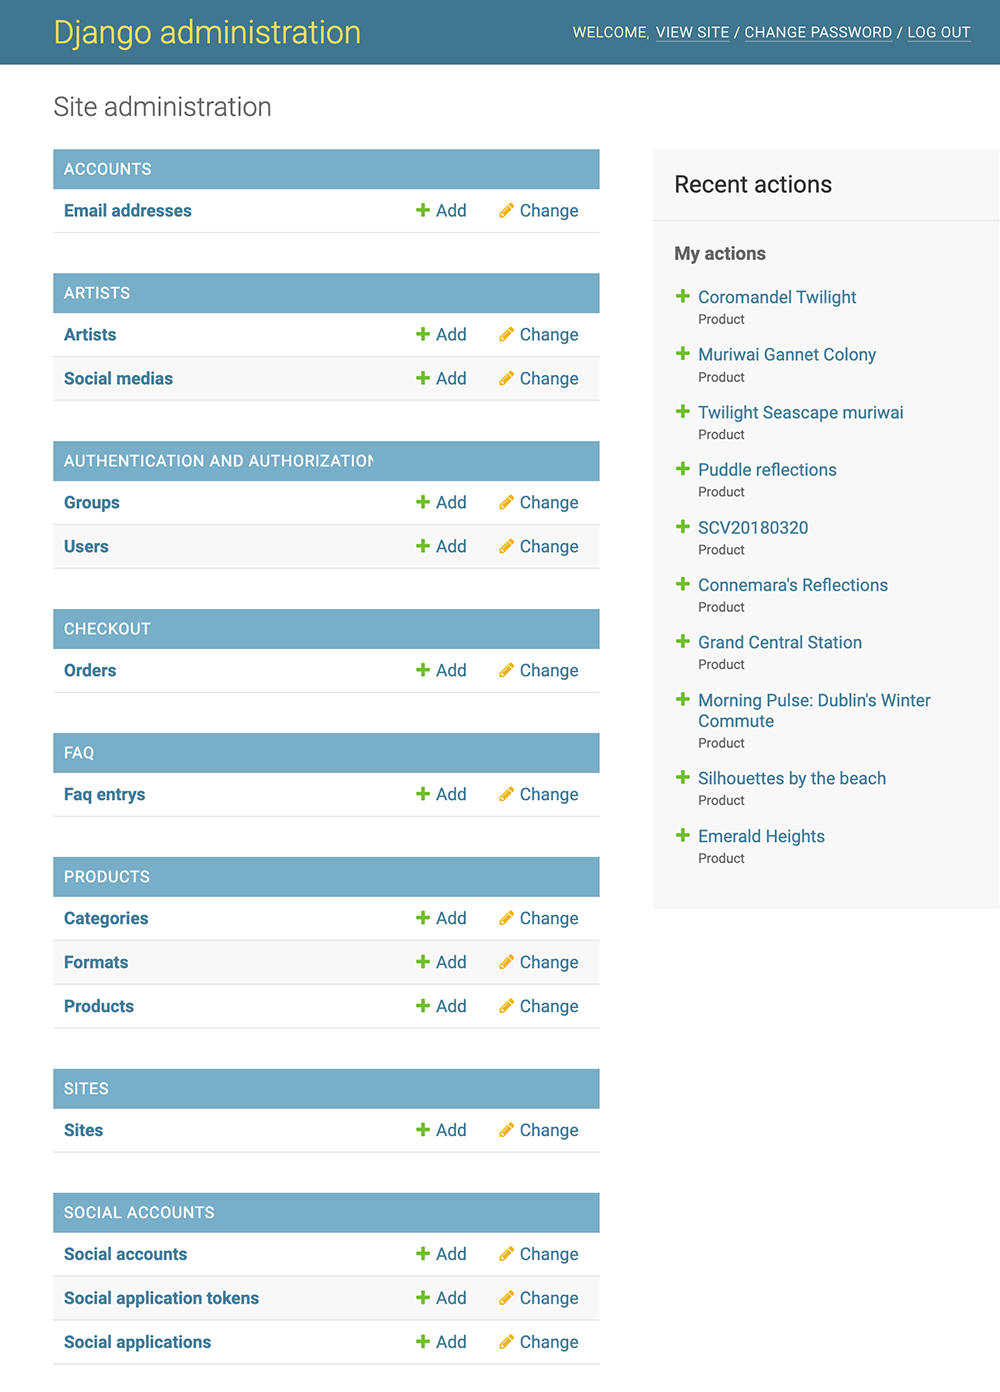 Django administration
WELCOME, VIEW SITE / CHANGE PASSWORD / LOG OUT
Site administration
ACCOUNTS
Email addresses Add Change
ARTISTS
Artists Add Change
Social medias Add Change
AUTHENTICATION AND AUTHORIZATION
Groups Add Change
Users Add Change
CHECKOUT
Orders Add Change
FAQ
Faq entrys Add Change
PRODUCTS
Categories Add Change
Formats Add Change
Products Add Change
SITES
Sites Add Change
SOCIAL ACCOUNTS
Social accounts Add Change
Social application tokens Add Change
Social applications Add Change
Recent actions
My actions
Coromandel Twilight
Product
Muriwai Gannet Colony
Product
Twilight Seascape muriwai
Product
Puddle reflections
Product
SCV20180320
Product
Connemara's Reflections
Product
Grand Central Station
Product
Morning Pulse: Dublin's Winter
Commute
Product
Silhouettes by the beach
Product
Emerald Heights
Product